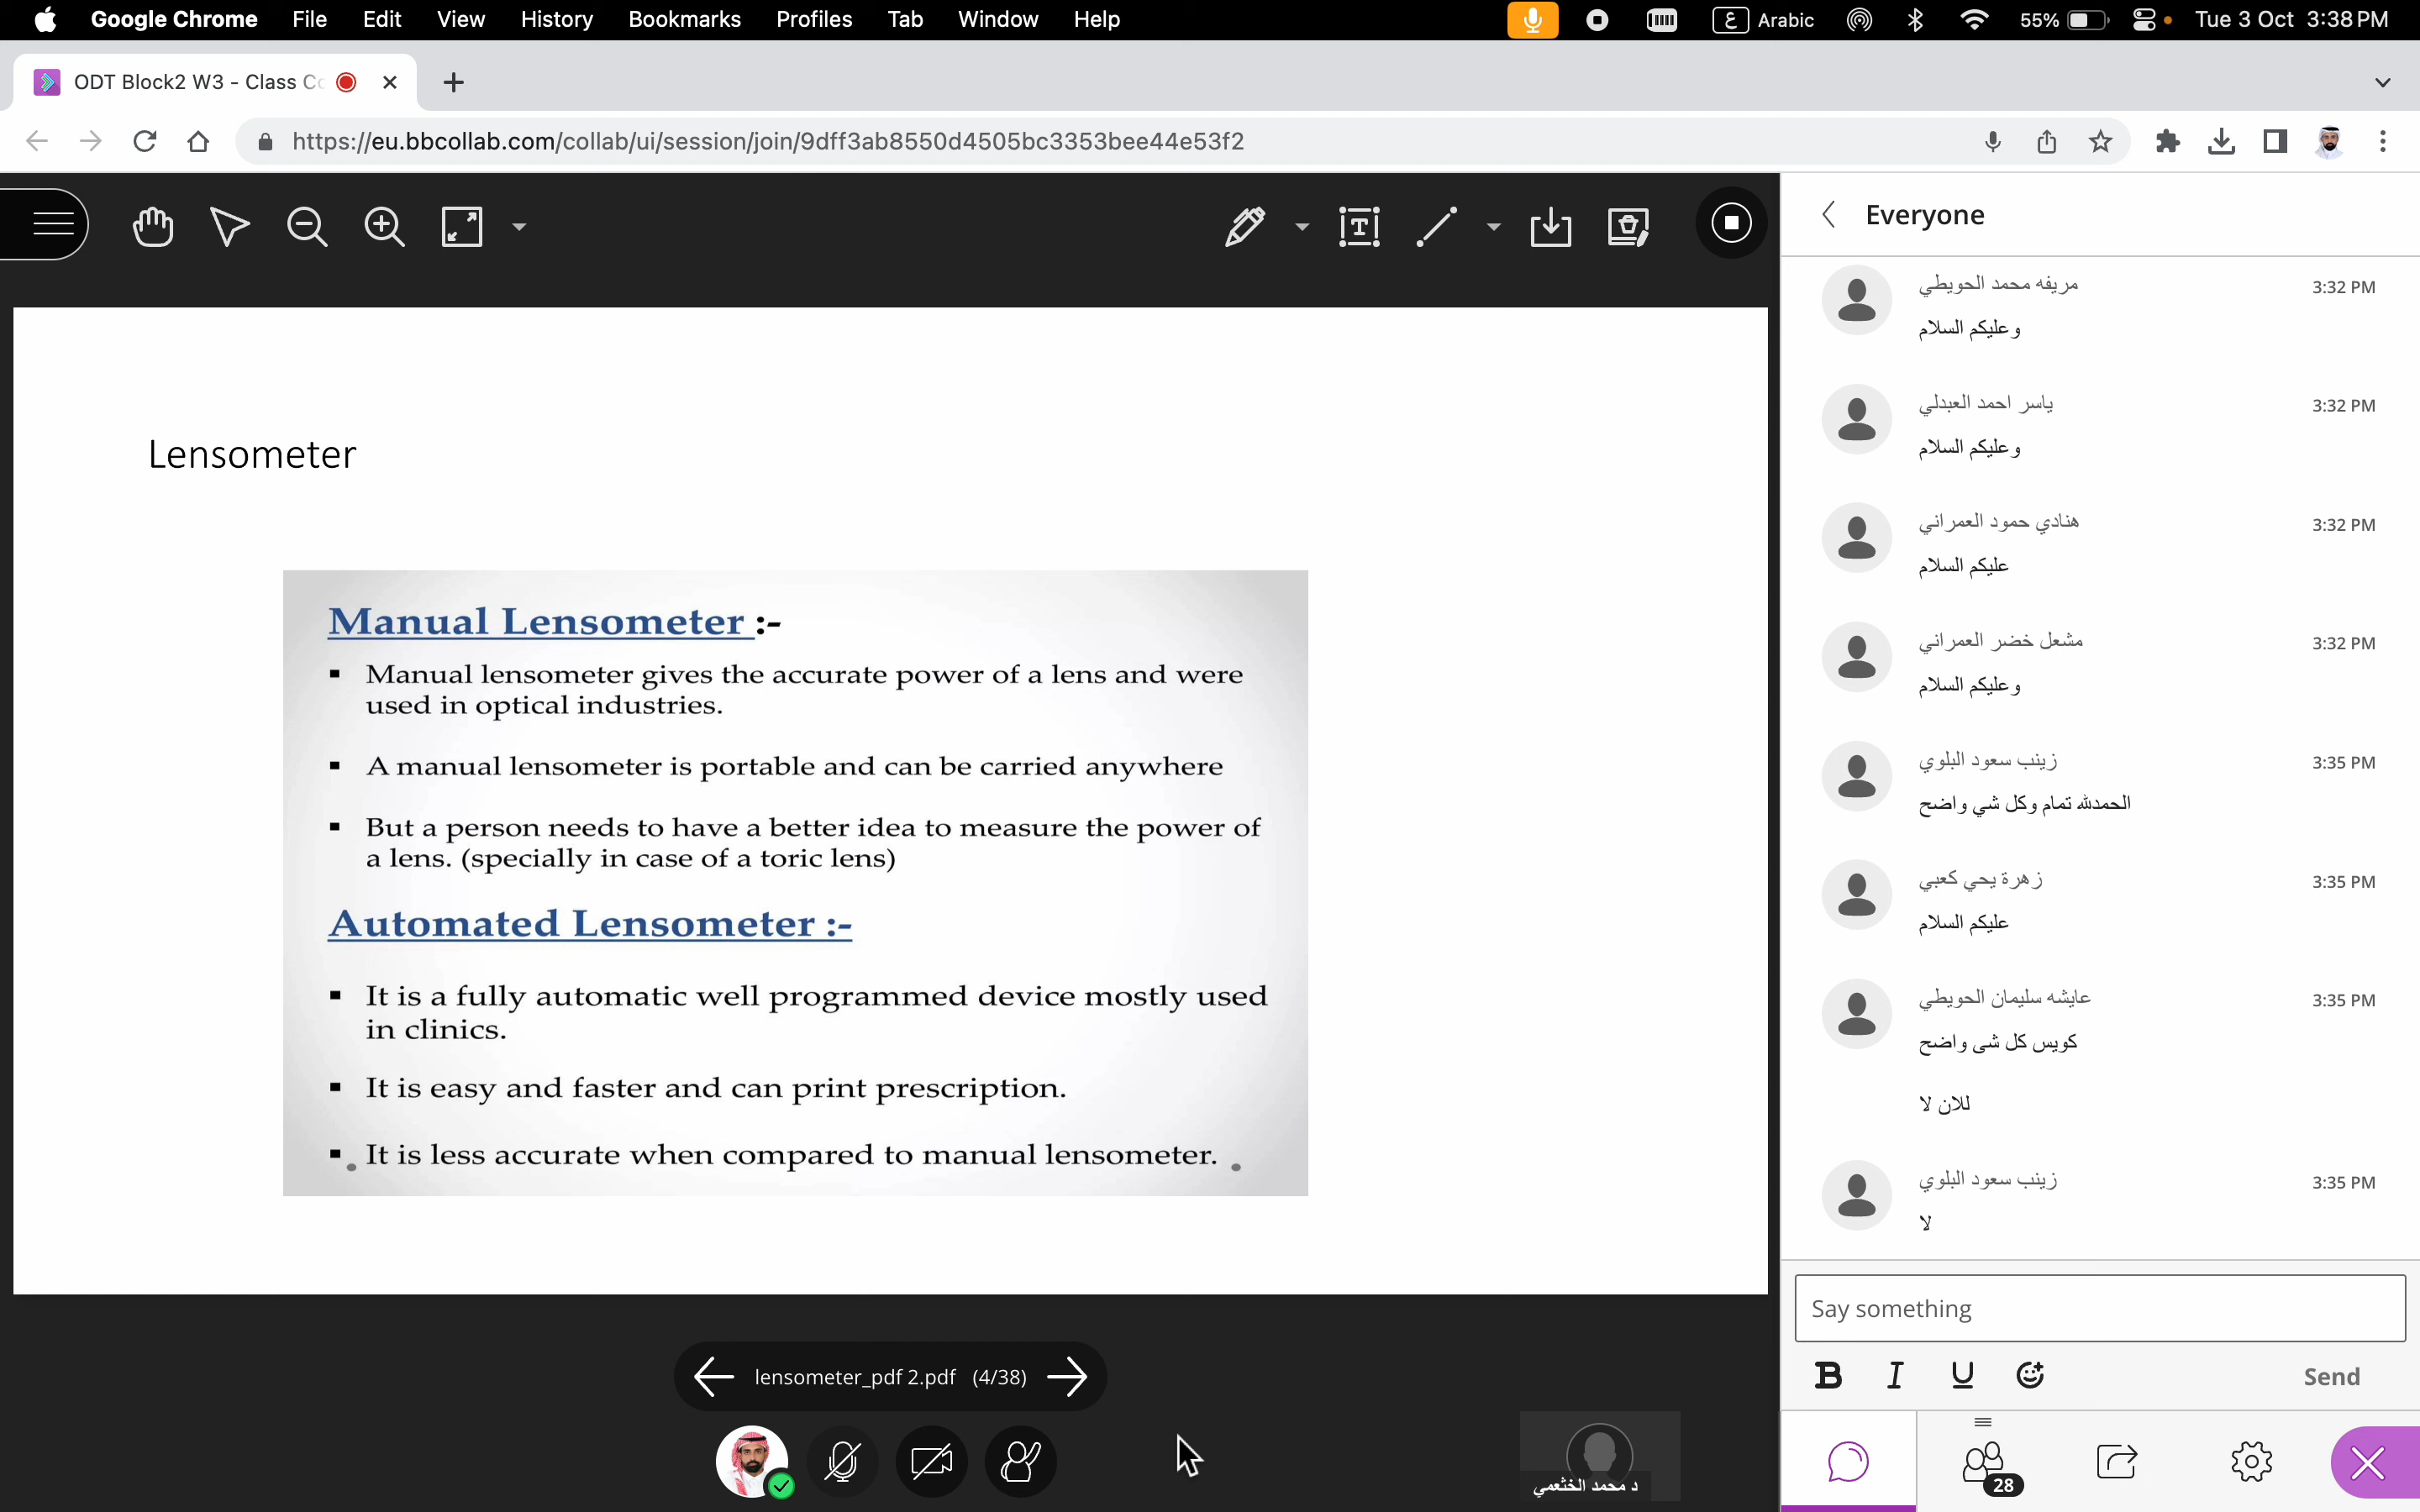 Google Chrome File Edit View History Bookmarks Profiles Tab Window Help
ع Arabic 55% Tue 3 Oct 3:38 PM
ODT Block2 W3 - Class Co
https://eu.bbcollab.com/collab/ui/session/join/9dff3ab8550d4505bc3353bee44e53f2
Lensometer
Manual Lensometer :-
▪ Manual lensometer gives the accurate power of a lens and were
used in optical industries.
▪ A manual lensometer is portable and can be carried anywhere
▪ But a person needs to have a better idea to measure the power of
a lens. (specially in case of a toric lens)
Automated Lensometer :-
▪ It is a fully automatic well programmed device mostly used
in clinics.
▪ It is easy and faster and can print prescription.
▪ It is less accurate when compared to manual lensometer.
lensometer_pdf 2.pdf (4/38)
د محمد الخثعمي
Everyone
مريفه محمد الحويطي 3:32 PM
وعليكم السلام
ياسر احمد العبدلي 3:32 PM
وعليكم السلام
هنادي حمود العمراني 3:32 PM
عليكم السلام
مشعل خضر العمراني 3:32 PM
وعليكم السلام
زينب سعود البلوي 3:35 PM
الحمدلله تمام وكل شي واضح
زهرة يحي كعبي 3:35 PM
عليكم السلام
عايشه سليمان الحويطي 3:35 PM
كويس كل شى واضح
للان لا
زينب سعود البلوي 3:35 PM
لا
Say something
B I U Send
28